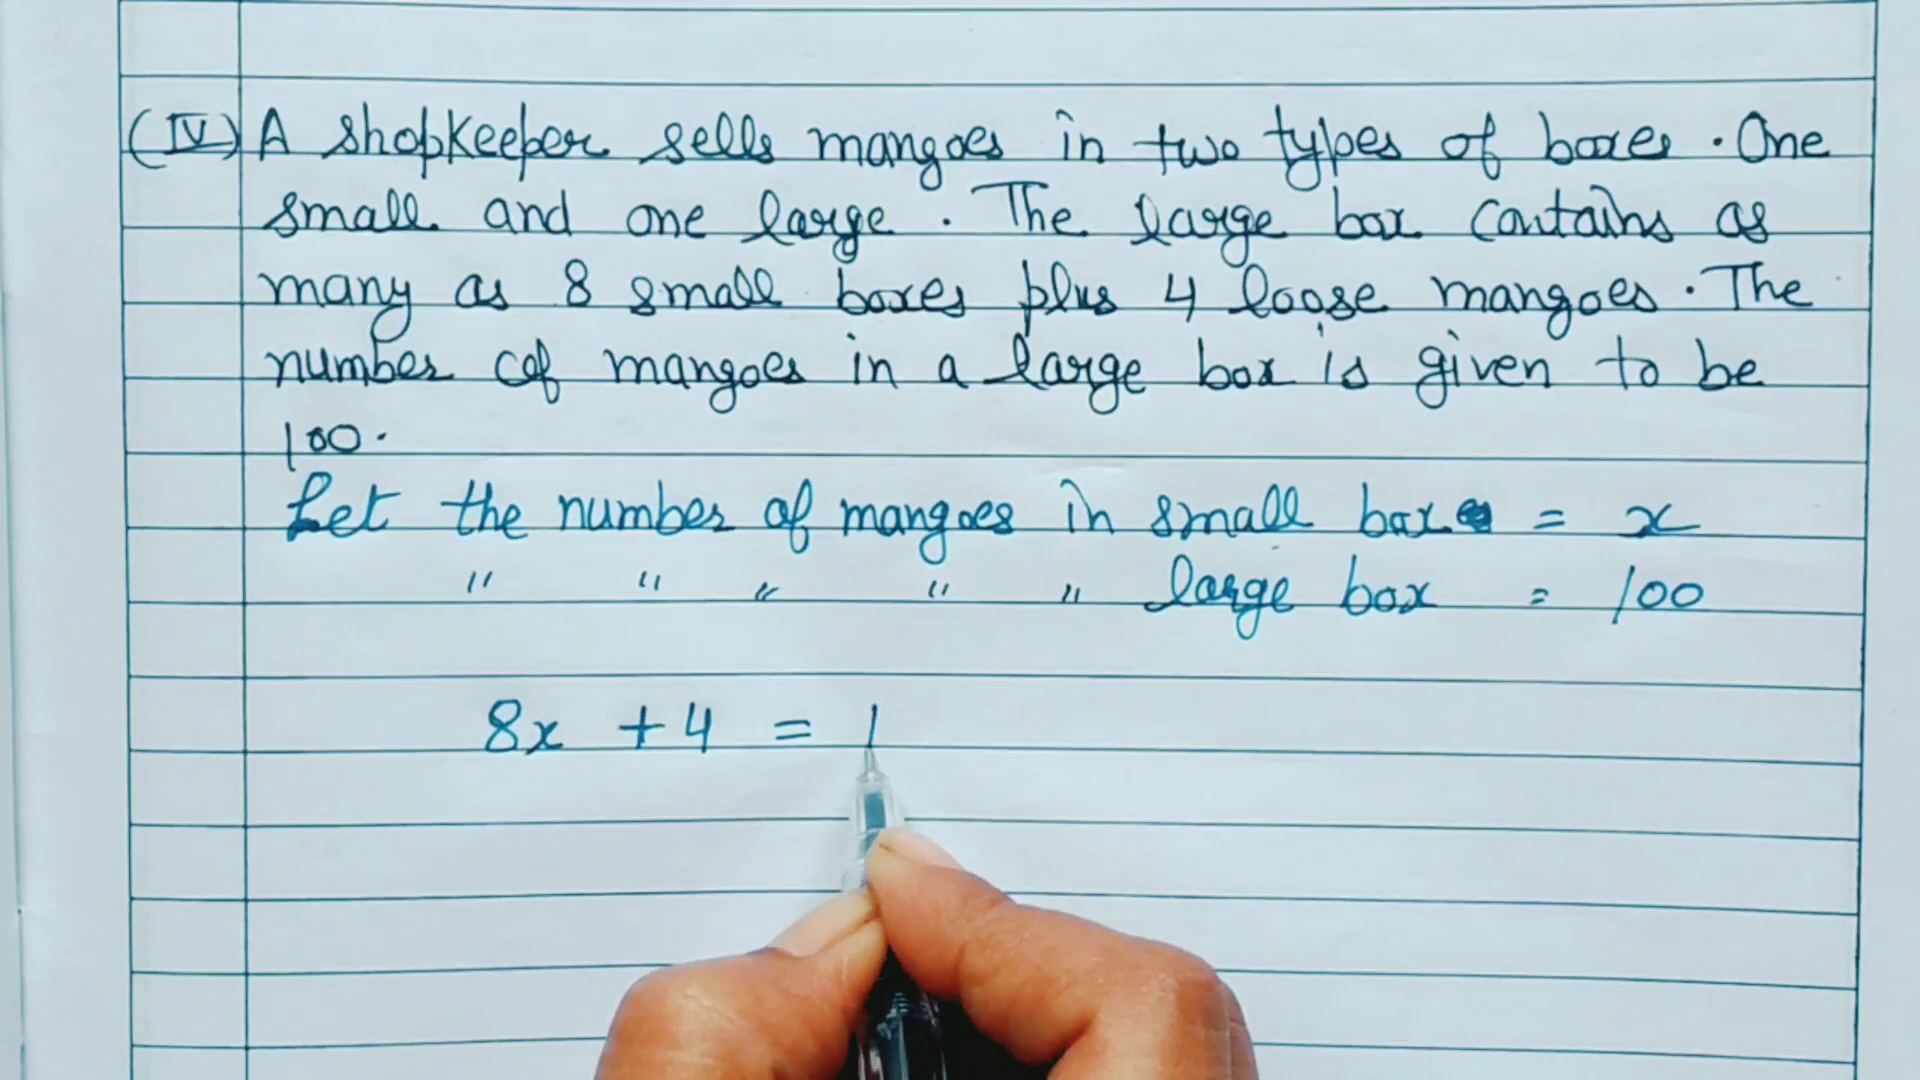 (IV) A shopkeeper sells mangoes in two types of boxes. One
small and one large. The large box contains as
many as 8 small boxes plus 4 loose mangoes. The
number of mangoes in a large box is given to be
100.
Let the number of mangoes in small box = x
" " " " " large box = 100
8x + 4 = 1